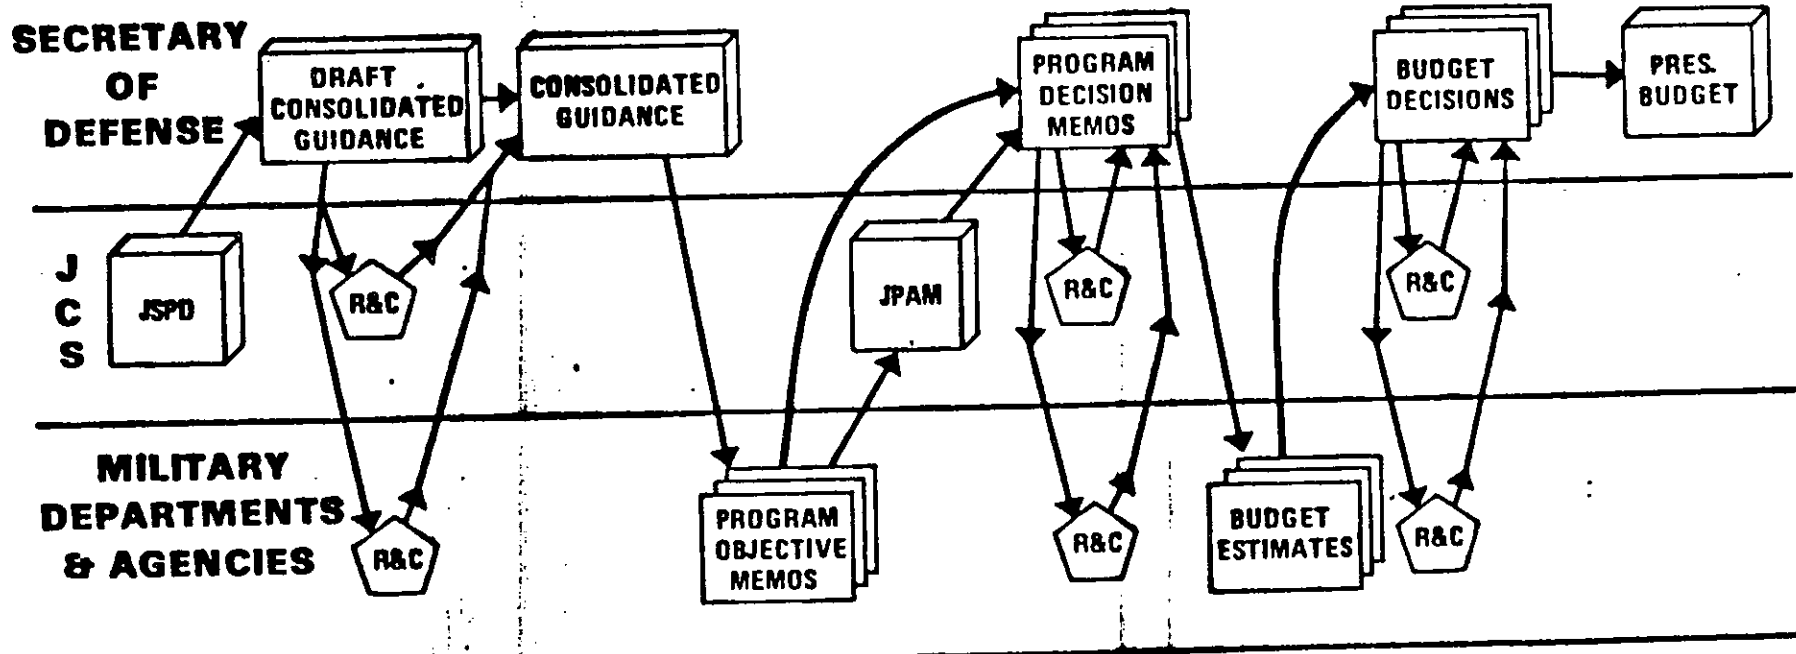 SECRETARY
OF
DEFENSE
DRAFT
CONSOLIDATED
GUIDANCE
CONSOLIDATED
GUIDANCE
PROGRAM
DECISION
MEMOS
BUDGET
DECISIONS
PRES.
BUDGET
J
C
S
JSPD
R&C
JPAM
R&C
R&C
MILITARY
DEPARTMENTS
& AGENCIES
R&C
PROGRAM
OBJECTIVE
MEMOS
R&C
BUDGET
ESTIMATES
R&C